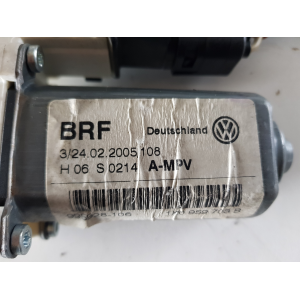 BRF Deutschland
3/24.02.2005 108
H 06 S 0214 A-MPV